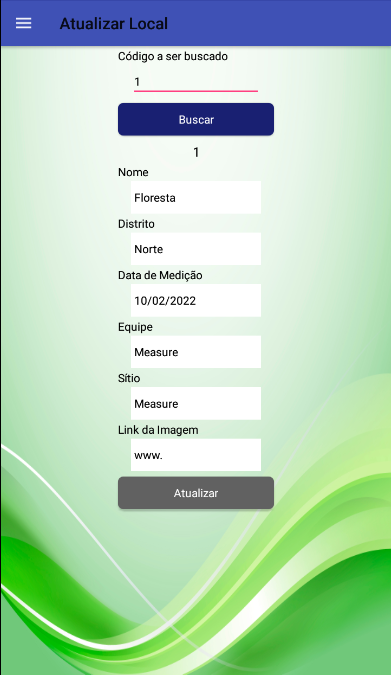 Atualizar Local
Código a ser buscado
1
Buscar
1
Nome
Floresta
Distrito
Norte
Data de Medição
10/02/2022
Equipe
Measure
Sítio
Measure
Link da Imagem
www.
Atualizar